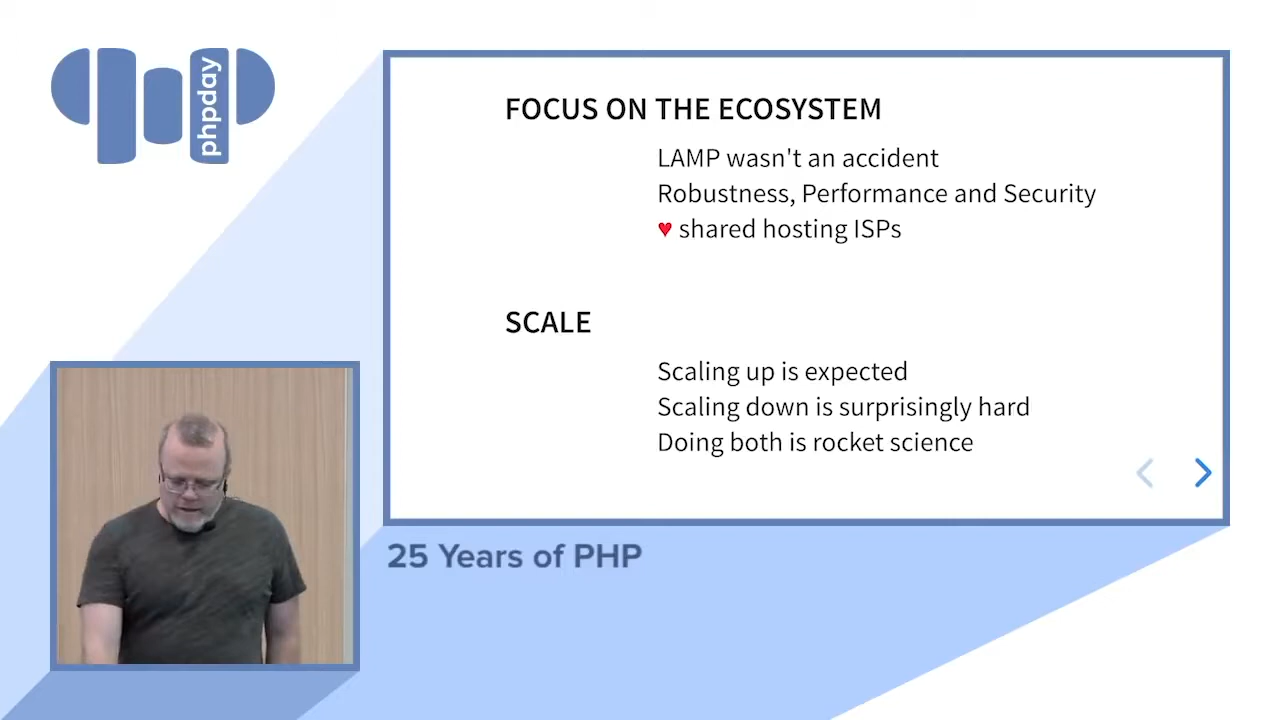 phpday
FOCUS ON THE ECOSYSTEM
LAMP wasn't an accident
Robustness, Performance and Security
♥ shared hosting ISPs
SCALE
Scaling up is expected
Scaling down is surprisingly hard
Doing both is rocket science
25 Years of PHP